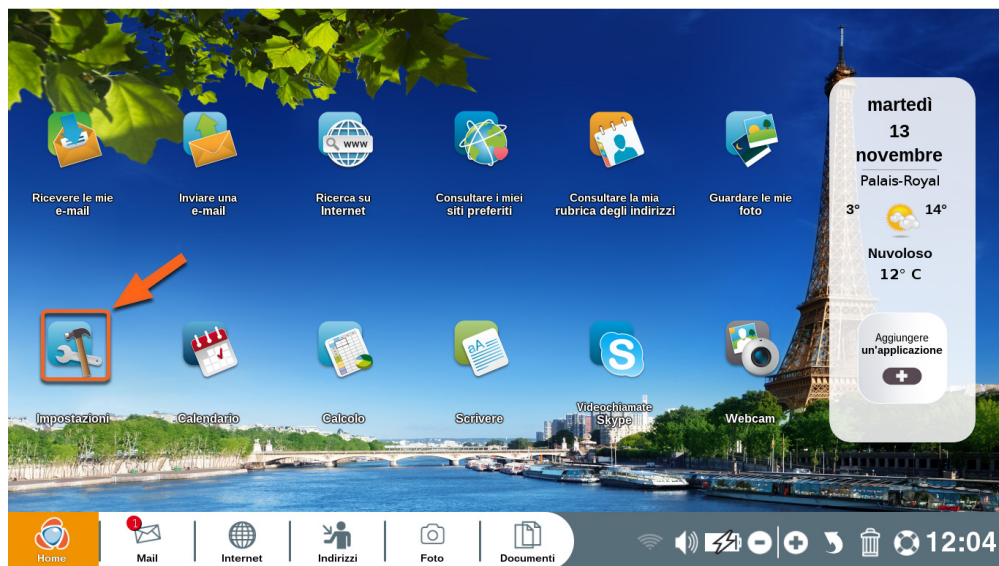 martedì
13
novembre
Palais-Royal
3°
14°
Nuvoloso
12° C
Aggiungere
un'applicazione
www
Ricevere le mie
e-mail
Inviare una
e-mail
Ricerca su
Internet
Consultare i miei
siti preferiti
Consultare la mia
rubrica degli indirizzi
Guardare le mie
foto
Impostazioni
Calendario
Calcolo
aA
Scrivere
S
Videochiamate
Skype
Webcam
Home
1
Mail
Internet
Indirizzi
Foto
Documenti
12:04